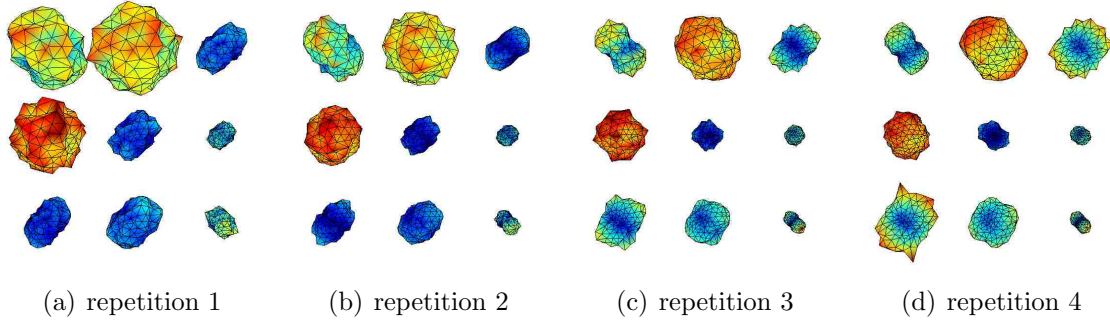 (a) repetition 1
(b) repetition 2
(c) repetition 3
(d) repetition 4